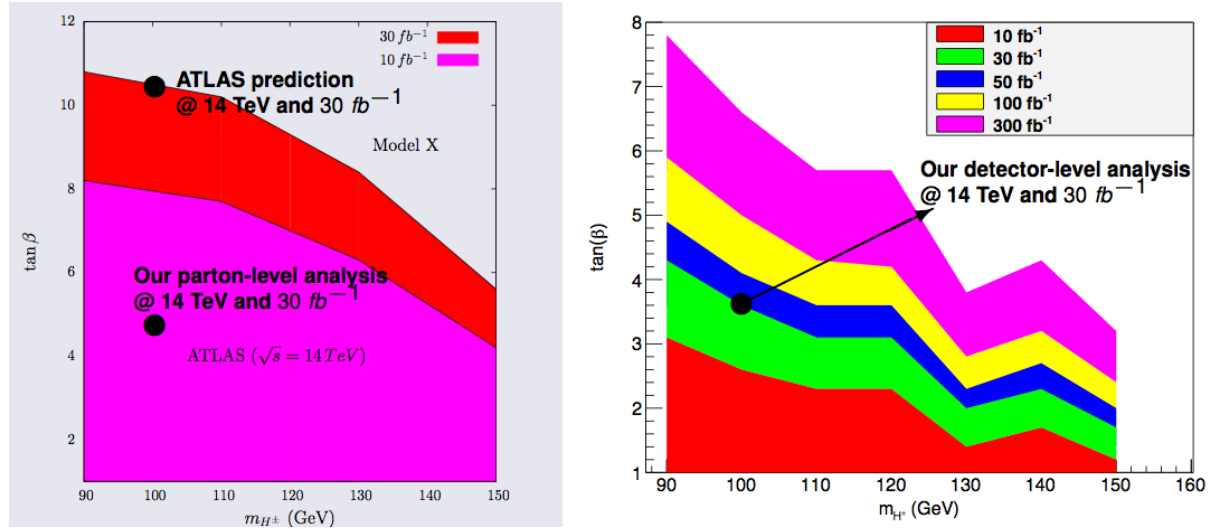 12
10
8
6
4
2
tan β
30 fb⁻¹
10 fb⁻¹
ATLAS prediction
@ 14 TeV and 30 fb⁻¹
Model X
Our parton-level analysis
@ 14 TeV and 30 fb⁻¹
ATLAS (√s = 14 TeV)
90 100 110 120 130 140 150
m_H± (GeV)
8
7
6
5
4
3
2
1
tan(β)
10 fb⁻¹
30 fb⁻¹
50 fb⁻¹
100 fb⁻¹
300 fb⁻¹
Our detector-level analysis
@ 14 TeV and 30 fb⁻¹
90 100 110 120 130 140 150 160
m_H⁺ (GeV)